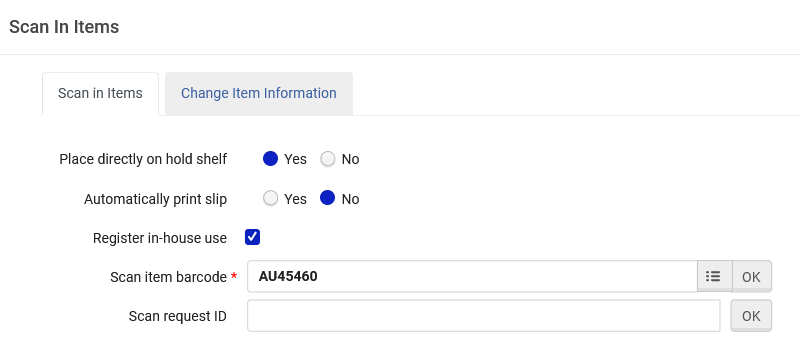 Scan In Items
Scan in Items Change Item Information
Place directly on hold shelf Yes No
Automatically print slip Yes No
Register in-house use
Scan item barcode * AU45460 OK
Scan request ID OK